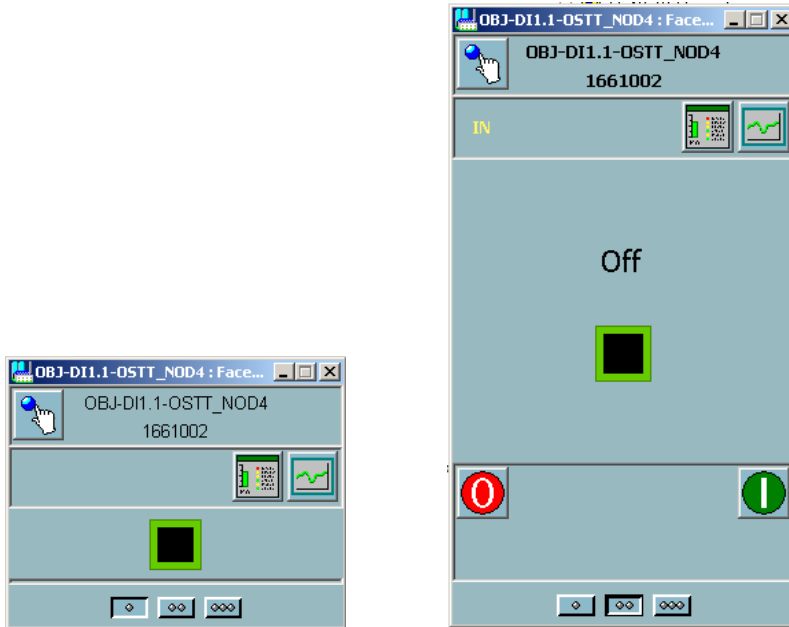 OBJ-DI1.1-OSTT_NOD4 : Face...
OBJ-DI1.1-OSTT_NOD4
1661002
OBJ-DI1.1-OSTT_NOD4 : Face...
OBJ-DI1.1-OSTT_NOD4
1661002
IN
Off
0
I